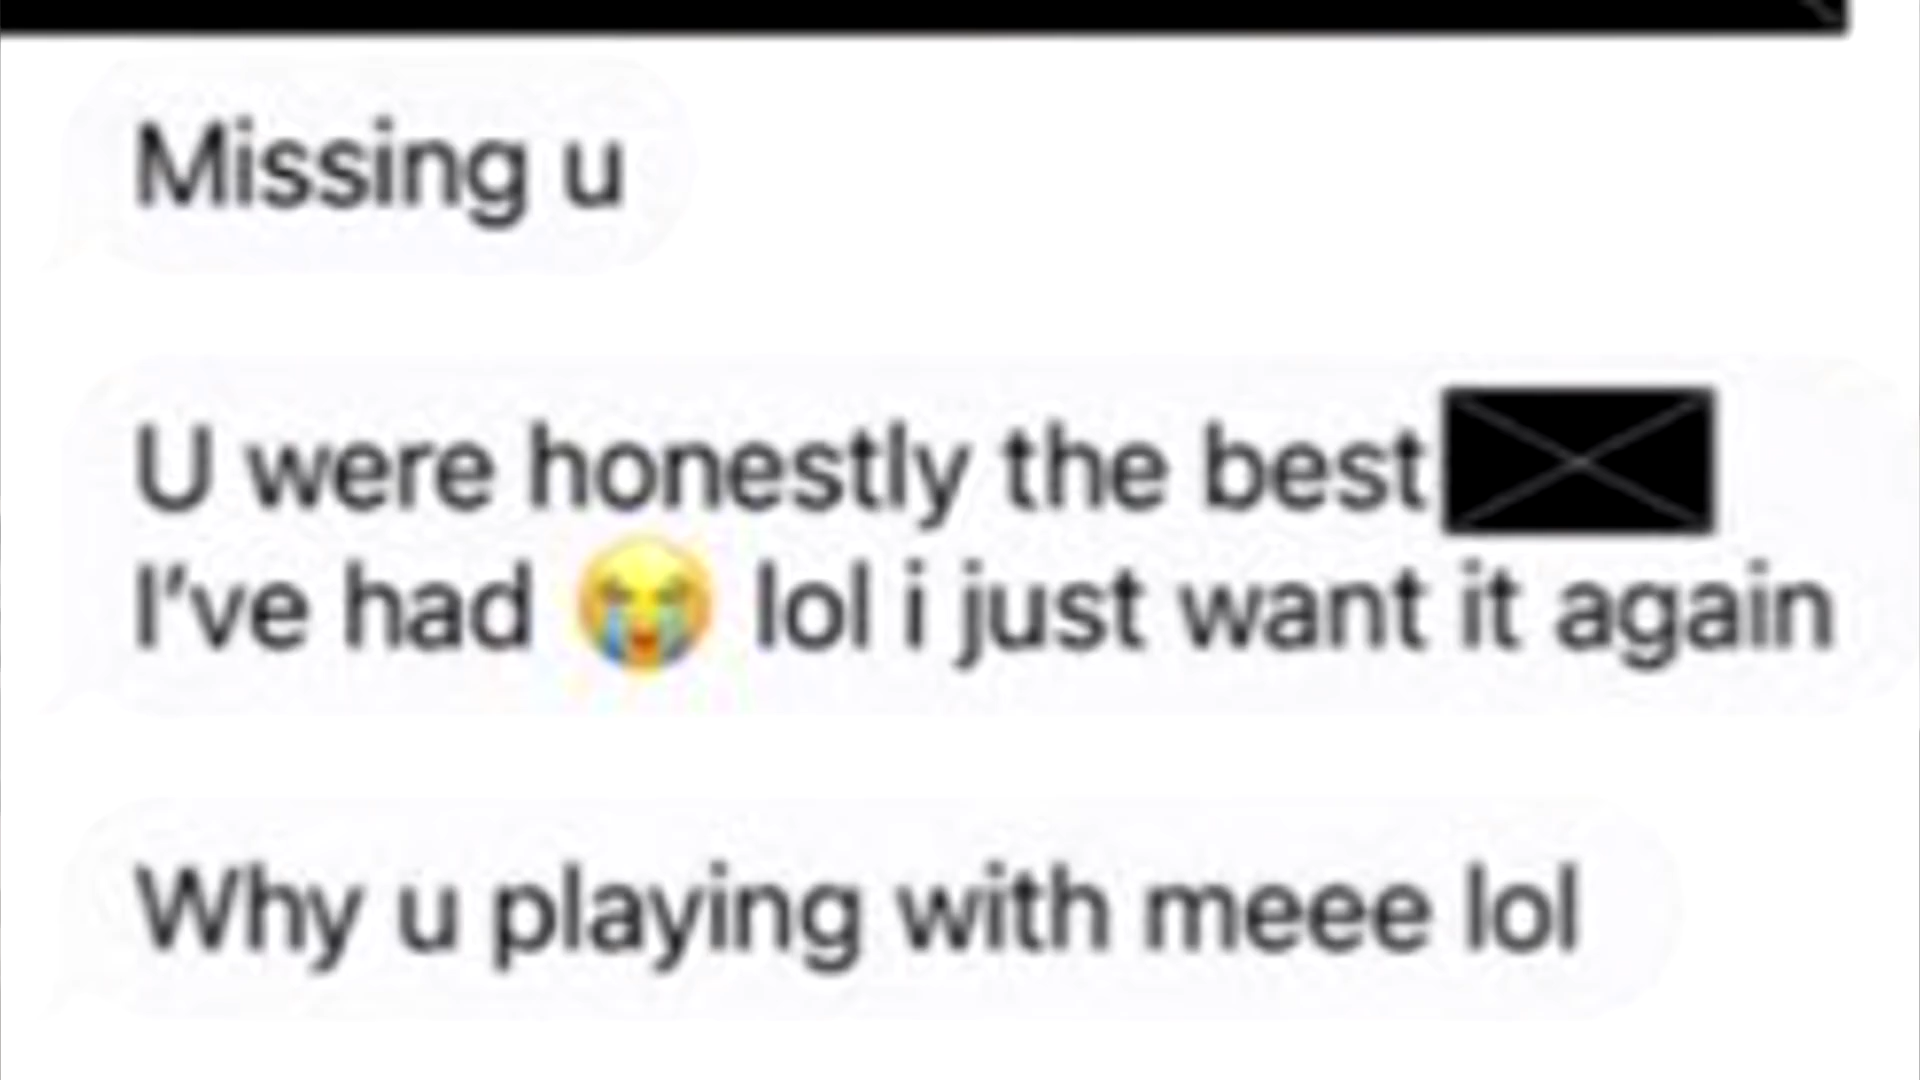 Missing u
U were honestly the best
I've had 😭 lol i just want it again
Why u playing with meee lol